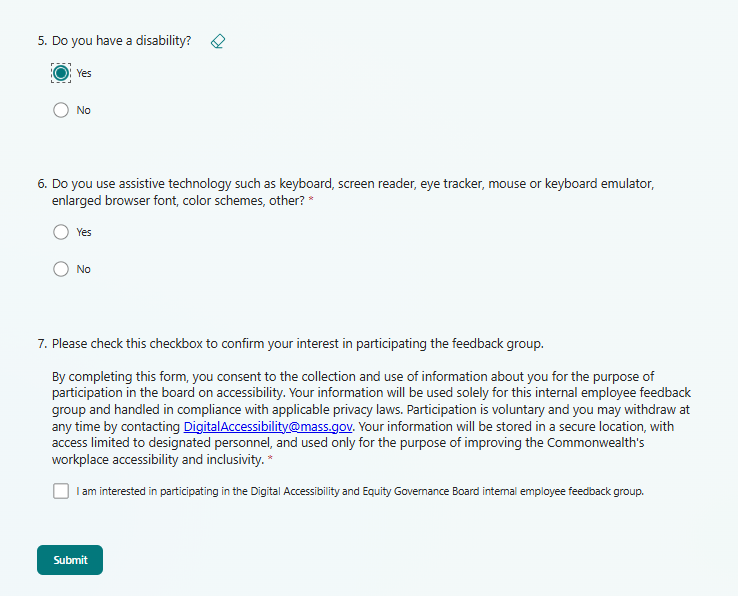 5. Do you have a disability?
Yes
No
6. Do you use assistive technology such as keyboard, screen reader, eye tracker, mouse or keyboard emulator,
enlarged browser font, color schemes, other? *
Yes
No
7. Please check this checkbox to confirm your interest in participating the feedback group.
By completing this form, you consent to the collection and use of information about you for the purpose of
participation in the board on accessibility. Your information will be used solely for this internal employee feedback
group and handled in compliance with applicable privacy laws. Participation is voluntary and you may withdraw at
any time by contacting DigitalAccessibility@mass.gov. Your information will be stored in a secure location, with
access limited to designated personnel, and used only for the purpose of improving the Commonwealth's
workplace accessibility and inclusivity. *
I am interested in participating in the Digital Accessibility and Equity Governance Board internal employee feedback group.
Submit